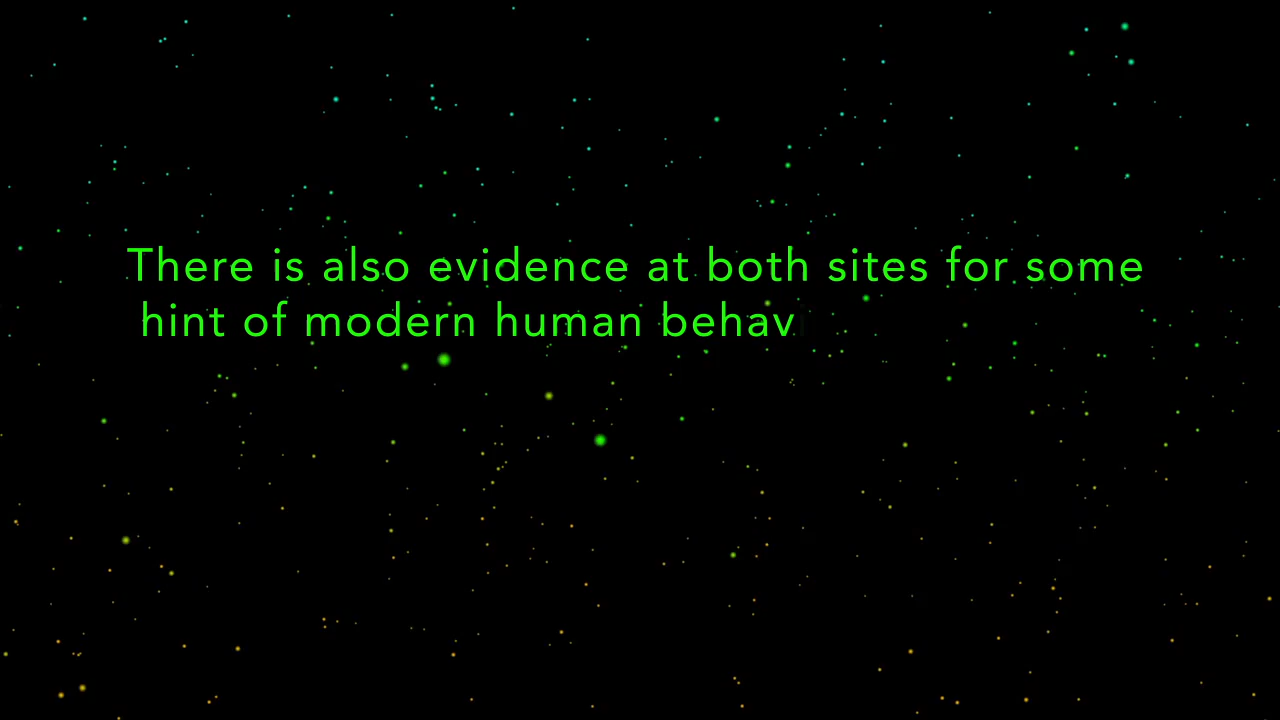 There is also evidence at both sites for some
hint of modern human behav